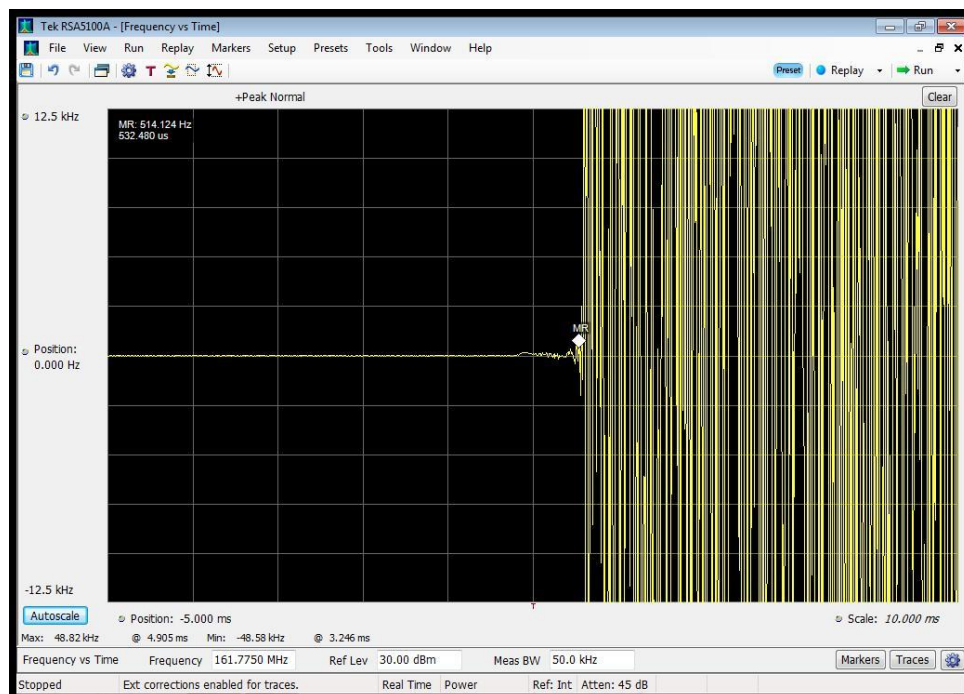 Tek RSA5100A - [Frequency vs Time]
File View Run Replay Markers Setup Presets Tools Window Help
T Preset Replay Run
+Peak Normal Clear
12.5 kHz
MR: 514.124 Hz
532.480 us
MR
Position:
0.000 Hz
-12.5 kHz
T
Autoscale Position: -5.000 ms Scale: 10.000 ms
Max: 48.82 kHz @ 4.905 ms Min: -48.58 kHz @ 3.246 ms
Frequency vs Time Frequency 161.7750 MHz Ref Lev 30.00 dBm Meas BW 50.0 kHz Markers Traces
Stopped Ext corrections enabled for traces. Real Time Power Ref: Int Atten: 45 dB